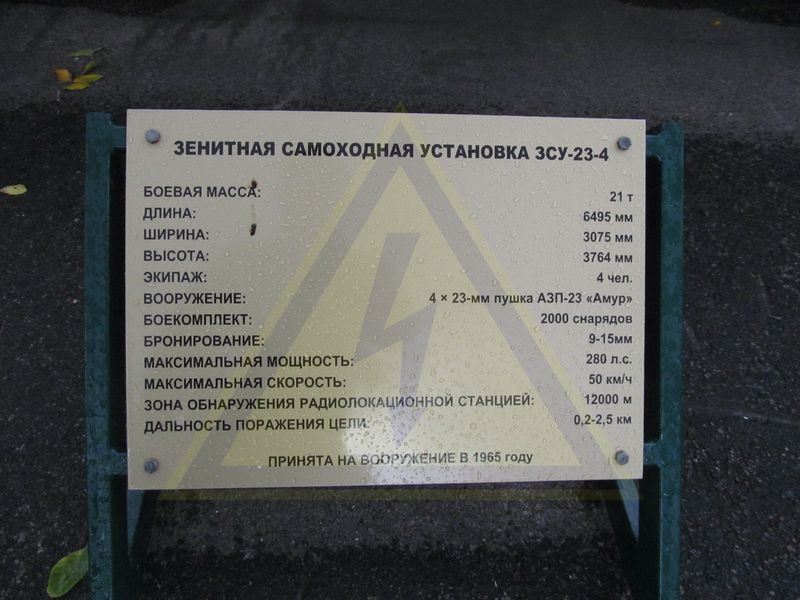 ЗЕНИТНАЯ САМОХОДНАЯ УСТАНОВКА ЗСУ-23-4
БОЕВАЯ МАССА: 21 т
ДЛИНА: 6495 мм
ШИРИНА: 3075 мм
ВЫСОТА: 3764 мм
ЭКИПАЖ: 4 чел.
ВООРУЖЕНИЕ: 4 × 23-мм пушка АЗП-23 «Амур»
БОЕКОМПЛЕКТ: 2000 снарядов
БРОНИРОВАНИЕ: 9-15мм
МАКСИМАЛЬНАЯ МОЩНОСТЬ: 280 л.с.
МАКСИМАЛЬНАЯ СКОРОСТЬ: 50 км/ч
ЗОНА ОБНАРУЖЕНИЯ РАДИОЛОКАЦИОННОЙ СТАНЦИЕЙ: 12000 м
ДАЛЬНОСТЬ ПОРАЖЕНИЯ ЦЕЛИ: 0,2-2,5 км
ПРИНЯТА НА ВООРУЖЕНИЕ В 1965 году